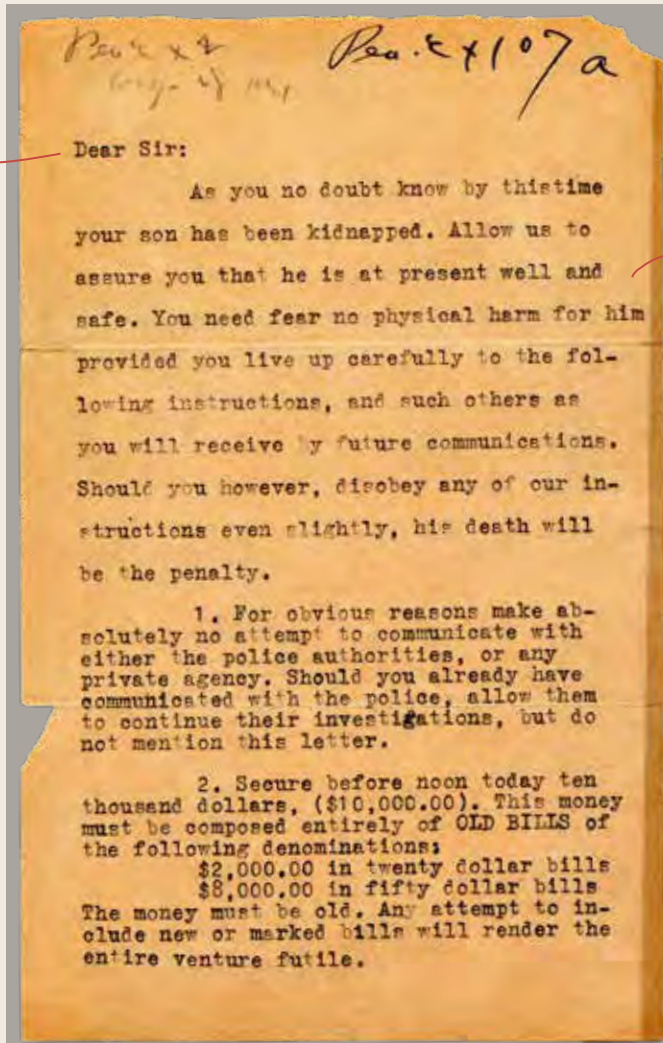 Peo. Ex 107 a
Dear Sir:
As you no doubt know by thistime
your son has been kidnapped. Allow us to
assure you that he is at present well and
safe. You need fear no physical harm for him
provided you live up carefully to the fol-
lowing instructions, and such others as
you will receive by future communications.
Should you however, disobey any of our in-
structions even slightly, his death will
be the penalty.
1. For obvious reasons make ab-
solutely no attempt to communicate with
either the police authorities, or any
private agency. Should you already have
communicated with the police, allow them
to continue their investigations, but do
not mention this letter.
2. Secure before noon today ten
thousand dollars, ($10,000.00). This money
must be composed entirely of OLD BILLS of
the following denominations:
$2,000.00 in twenty dollar bills
$8,000.00 in fifty dollar bills
The money must be old. Any attempt to in-
clude new or marked bills will render the
entire venture futile.